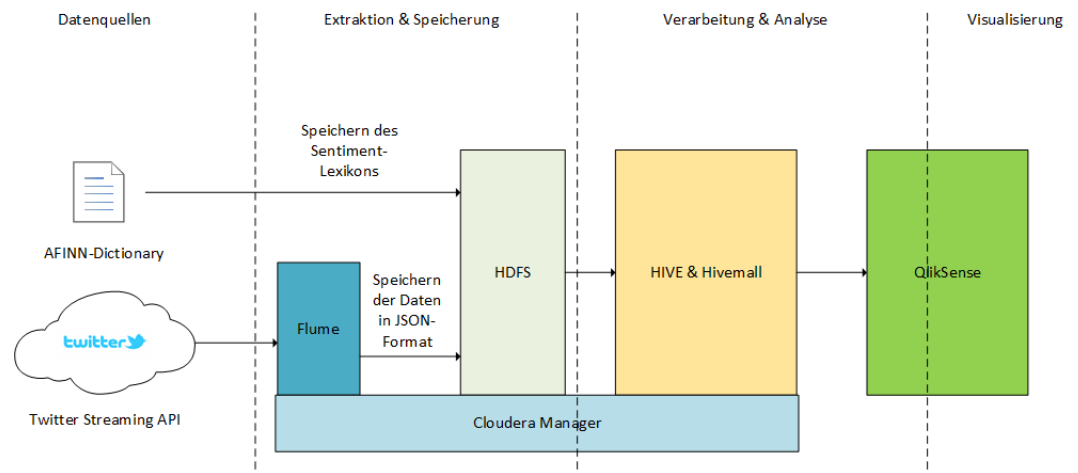 Datenquellen
Extraktion & Speicherung
Verarbeitung & Analyse
Visualisierung
Speichern des
Sentiment-
Lexikons
AFINN-Dictionary
twitter
Twitter Streaming API
Flume
Speichern
der Daten
in JSON-
Format
HDFS
HIVE & Hivemall
QlikSense
Cloudera Manager